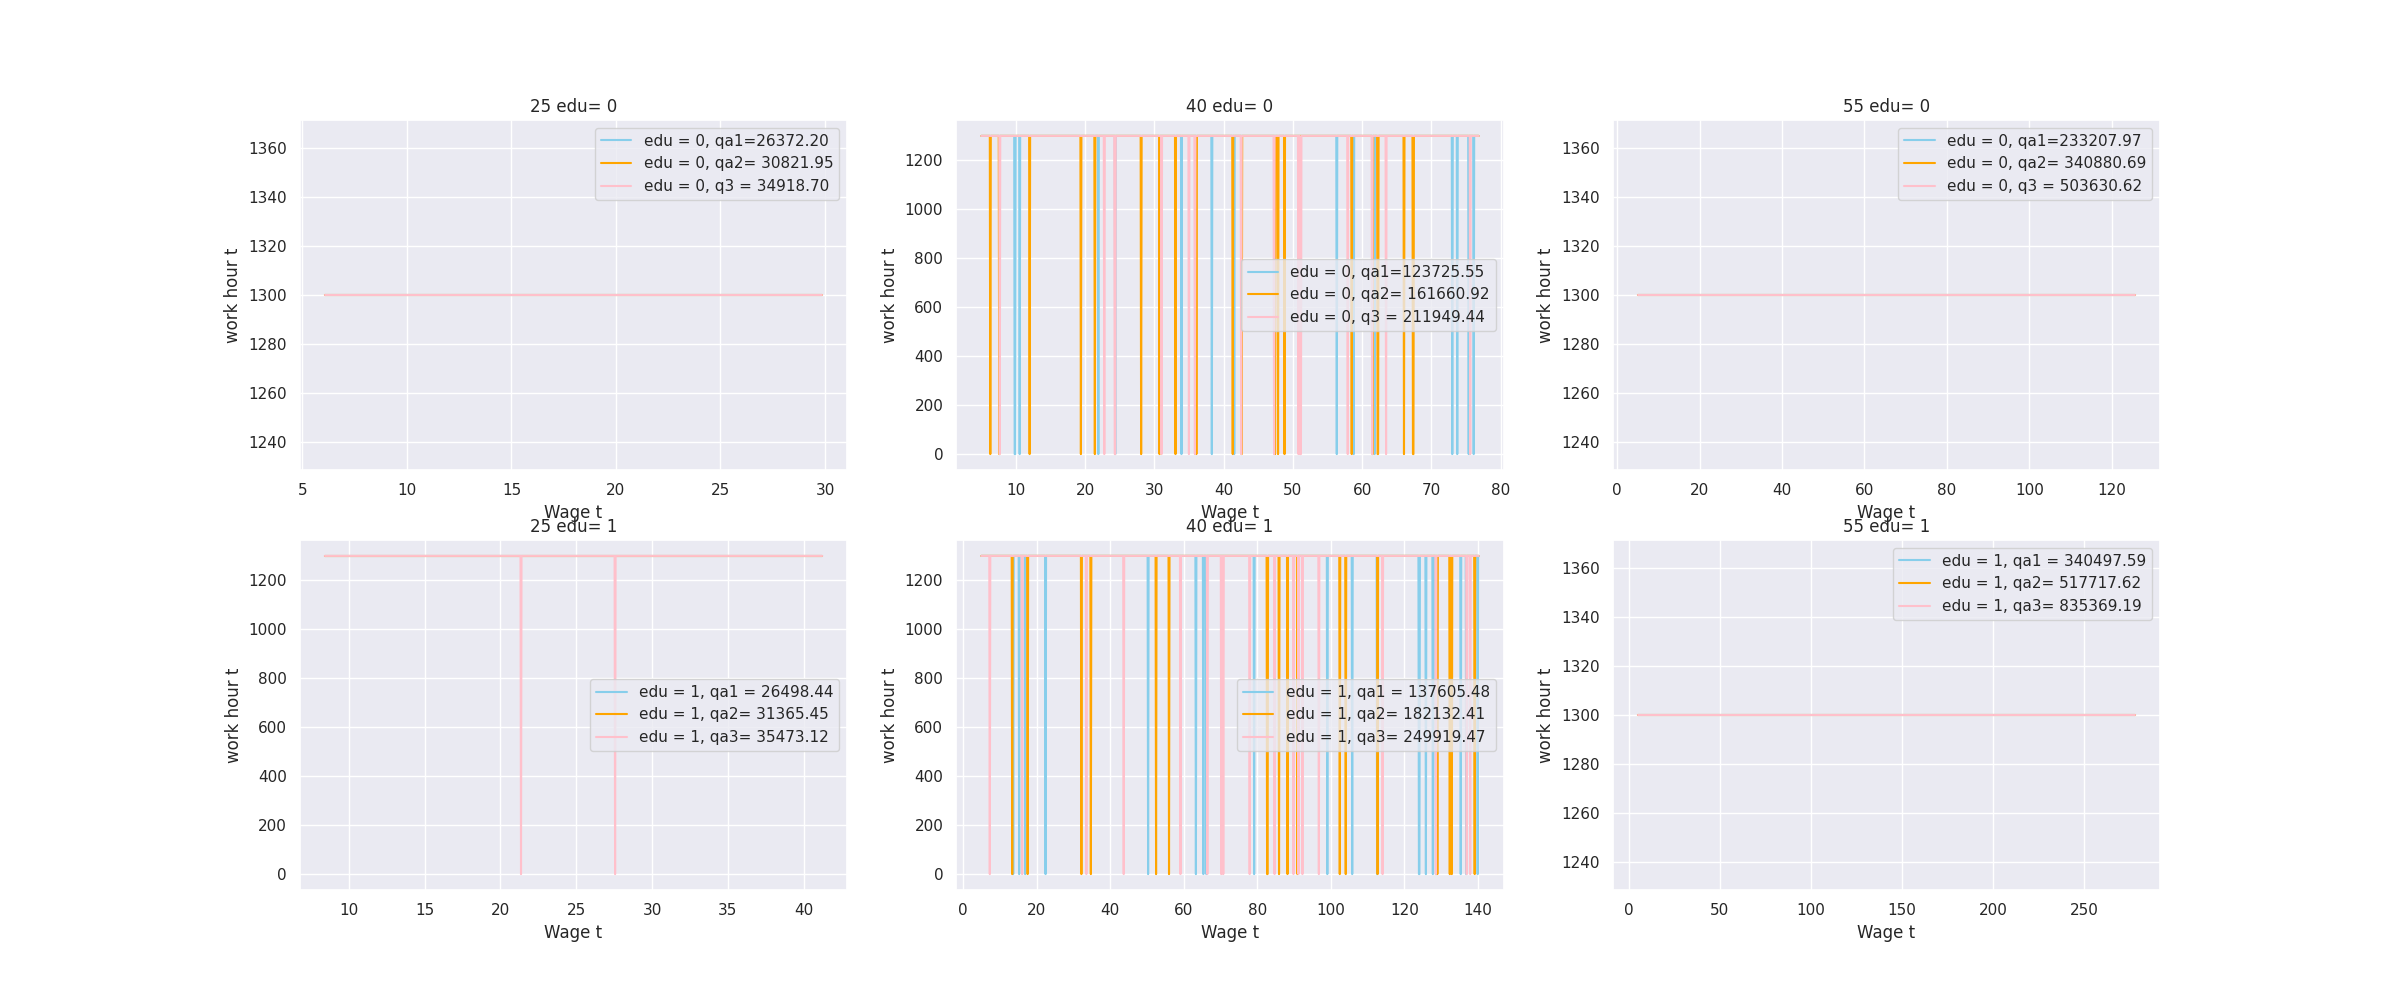 25 edu= 0
1360
1340
1320
1300
1280
1260
1240
work hour t
edu = 0, qa1=26372.20
edu = 0, qa2= 30821.95
edu = 0, q3 = 34918.70
5 10 15 20 25 30
Wage t
40 edu= 0
1200
1000
800
600
400
200
0
work hour t
edu = 0, qa1=123725.55
edu = 0, qa2= 161660.92
edu = 0, q3 = 211949.44
10 20 30 40 50 60 70 80
Wage t
55 edu= 0
1360
1340
1320
1300
1280
1260
1240
work hour t
edu = 0, qa1=233207.97
edu = 0, qa2= 340880.69
edu = 0, q3 = 503630.62
0 20 40 60 80 100 120
Wage t
25 edu= 1
1200
1000
800
600
400
200
0
work hour t
edu = 1, qa1 = 26498.44
edu = 1, qa2= 31365.45
edu = 1, qa3= 35473.12
10 15 20 25 30 35 40
Wage t
40 edu= 1
1200
1000
800
600
400
200
0
work hour t
edu = 1, qa1 = 137605.48
edu = 1, qa2= 182132.41
edu = 1, qa3= 249919.47
0 20 40 60 80 100 120 140
Wage t
55 edu= 1
1360
1340
1320
1300
1280
1260
1240
work hour t
edu = 1, qa1 = 340497.59
edu = 1, qa2= 517717.62
edu = 1, qa3= 835369.19
0 50 100 150 200 250
Wage t